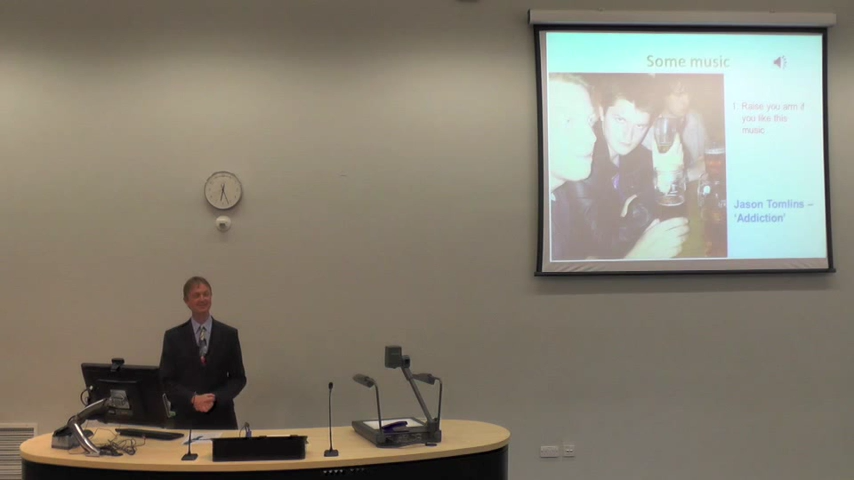 Some music
1. Raise you arm if
you like this
music
Jason Tomlins –
‘Addiction’